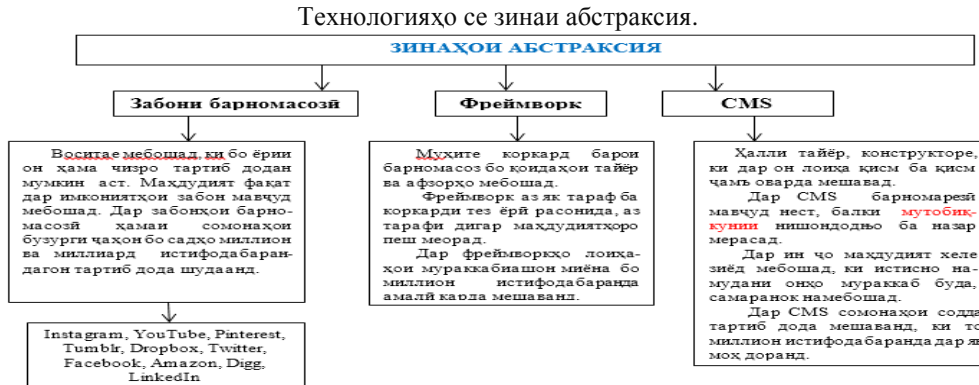 Технологияҳо се зинаи абстраксия.
ЗИНАҲОИ АБСТРАКСИЯ
Забони барномасозӣ
Воситае мебошад, ки бо ёрии
он ҳама чизро тартиб додан
мумкин аст. Маҳдудият фақат
дар имкониятҳои забон мавҷуд
мебошад. Дар забонҳои барно-
масозӣ ҳамаи сомонаҳои
бузурги ҷаҳон бо садҳо миллион
ва миллиард истифодабаран-
дагон тартиб дода шудаанд.
Instagram, YouTube, Pinterest,
Tumblr, Dropbox, Twitter,
Facebook, Amazon, Digg,
LinkedIn
Фреймворк
Муҳите коркард барои
барномасоз бо қоидаҳои тайёр
ва афзорҳо мебошад.
Фреймворк аз як тараф ба
коркарди тез ёрӣ расонида, аз
тарафи дигар маҳдудиятҳоро
пеш меорад.
Дар фреймворкҳо лоиҳа-
ҳои мураккабиашон миёна бо
миллион истифодабаранда
амалӣ карда мешаванд.
CMS
Ҳалли тайёр, конструкторе,
ки дар он лоиҳа қисм ба қисм
ҷамъ оварда мешавад.
Дар CMS барномарезӣ
мавҷуд нест, балки мутобиқ-
кунии нишондодњо ба назар
мерасад.
Дар ин ҷо маҳдудият хеле
зиёд мебошад, ки истисно на-
мудани онҳо мураккаб буда,
самаранок намебошад.
Дар CMS сомонаҳои содда
тартиб дода мешаванд, ки то
миллион истифодабаранда дар як
моҳ доранд.